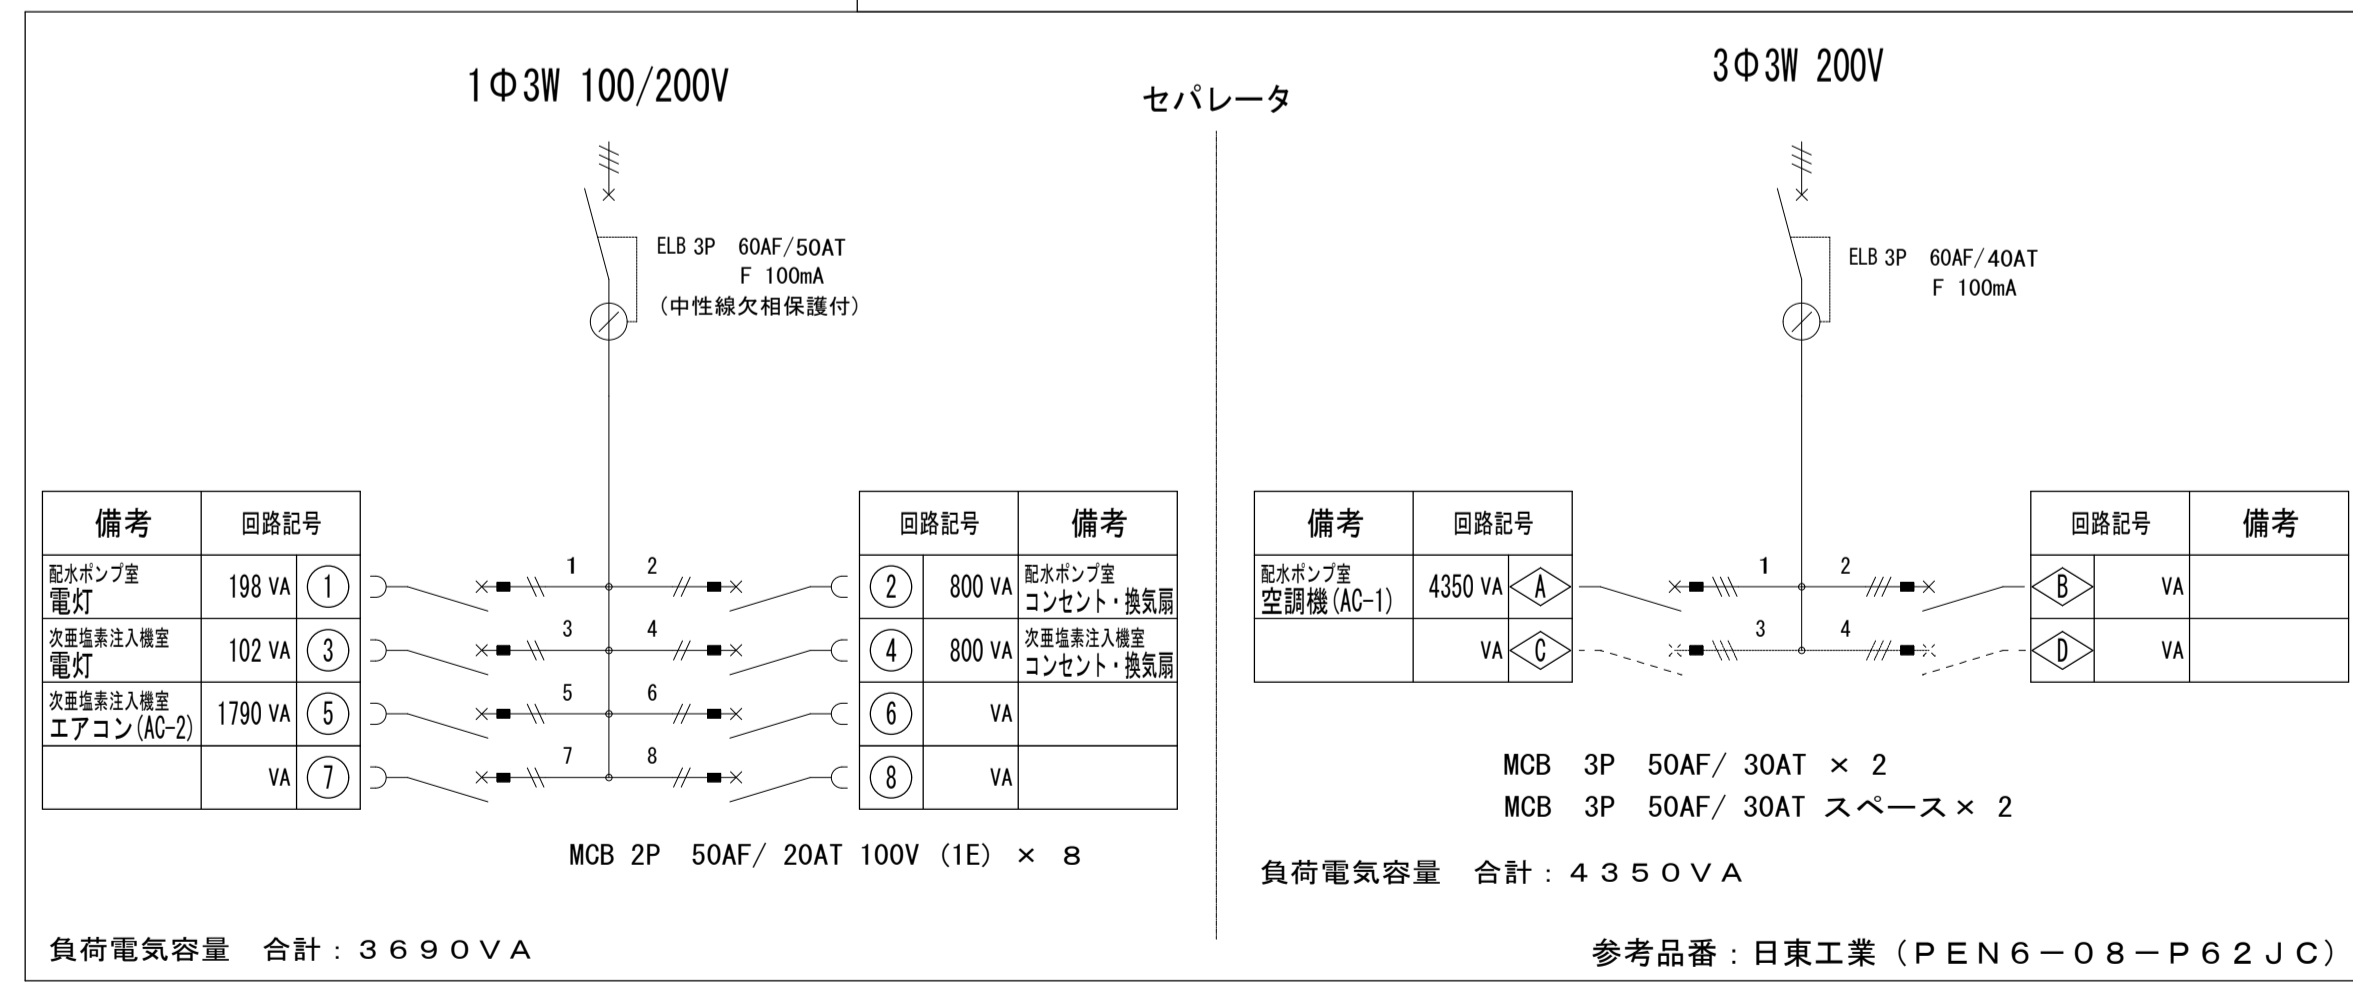 1Φ3W 100/200V
セパレータ
3Φ3W 200V
ELB 3P 60AF/50AT
F 100mA
(中性線欠相保護付)
ELB 3P 60AF/40AT
F 100mA
備考 回路記号
配水ポンプ室
電灯
198 VA 1
次亜塩素注入機室
電灯
102 VA 3
次亜塩素注入機室
エアコン(AC-2)
1790 VA 5
VA 7
1 2
3 4
5 6
7 8
回路記号 備考
2 800 VA
配水ポンプ室
コンセント・換気扇
4 800 VA
次亜塩素注入機室
コンセント・換気扇
6 VA
8 VA
MCB 2P 50AF/ 20AT 100V (1E) × 8
負荷電気容量 合計:3690VA
備考 回路記号
配水ポンプ室
空調機(AC-1)
4350 VA A
VA C
1 2
3 4
回路記号 備考
B VA
D VA
MCB 3P 50AF/ 30AT × 2
MCB 3P 50AF/ 30AT スペース× 2
負荷電気容量 合計:4350VA
参考品番:日東工業(PEN6-08-P62JC)